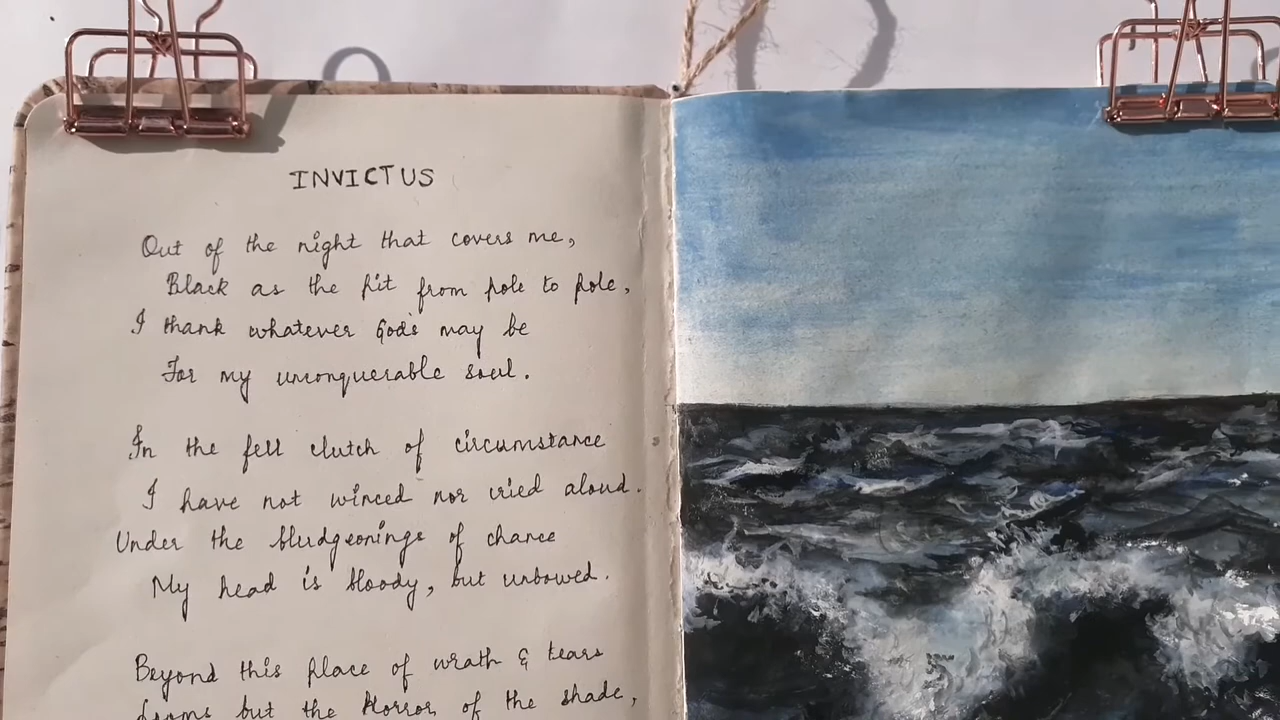 INVICTUS
Out of the night that covers me,
Black as the pit from pole to pole,
I thank whatever Gods may be
For my unconquerable soul.
In the fell clutch of circumstance
I have not winced nor cried aloud.
Under the bludgeonings of chance
My head is bloody, but unbowed.
Beyond this place of wrath & tears
Looms but the Horror of the shade,